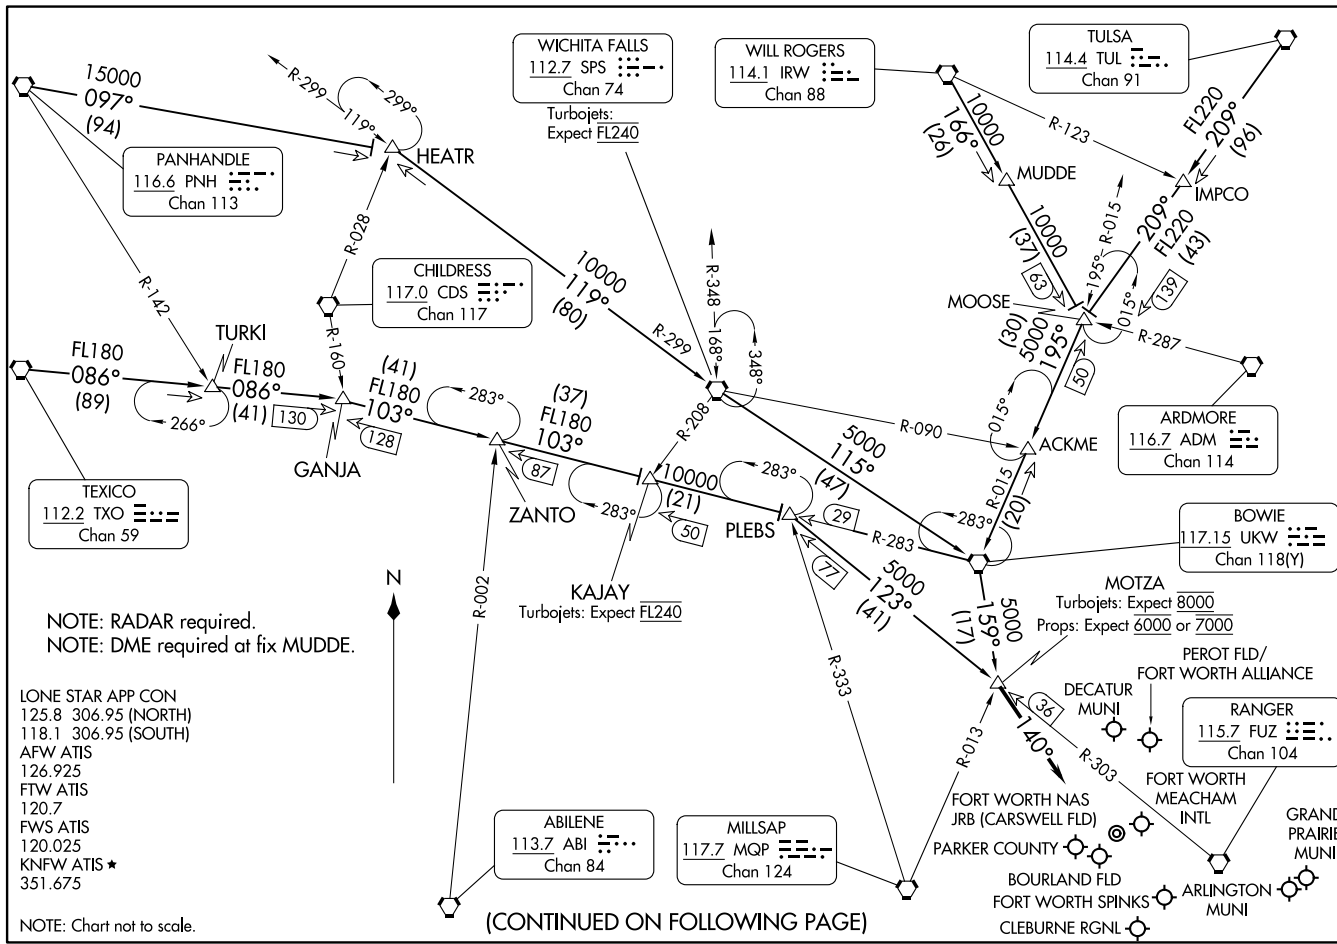 15000
097°
(94)
R-299
119°
299°
HEATR
PANHANDLE
116.6 PNH
Chan 113
R-028
R-142
WICHITA FALLS
112.7 SPS
Chan 74
Turbojets:
Expect FL240
WILL ROGERS
114.1 IRW
Chan 88
TULSA
114.4 TUL
Chan 91
10000
166°
(26)
R-123
FL220
209°
(96)
MUDDE
IMPCO
10000
(37)
63
195°
R-015
209°
FL220
(43)
139
015°
MOOSE
R-287
CHILDRESS
117.0 CDS
Chan 117
10000
119°
(80)
R-299
R-348
168°
348°
R-160
TURKI
FL180
086°
(89)
266°
FL180
086°
(41)
130
GANJA
(41)
FL180
103°
128
283°
(37)
FL180
103°
87
ZANTO
R-208
R-090
(30)
5000
195°
50
015°
ACKME
ARDMORE
116.7 ADM
Chan 114
5000
115°
(47)
R-015
(20)
TEXICO
112.2 TXO
Chan 59
10000
(21)
283°
283°
50
KAJAY
Turbojets: Expect FL240
PLEBS
29
R-283
283°
77
BOWIE
117.15 UKW
Chan 118(Y)
5000
123°
(41)
5000
159°
(17)
MOTZA
Turbojets: Expect 8000
Props: Expect 6000 or 7000
R-002
R-333
R-013
N
NOTE: RADAR required.
NOTE: DME required at fix MUDDE.
PEROT FLD/
FORT WORTH ALLIANCE
DECATUR
MUNI
36
140°
R-303
RANGER
115.7 FUZ
Chan 104
LONE STAR APP CON
125.8 306.95 (NORTH)
118.1 306.95 (SOUTH)
AFW ATIS
126.925
FTW ATIS
120.7
FWS ATIS
120.025
KNFW ATIS ★
351.675
FORT WORTH
MEACHAM
INTL
FORT WORTH NAS
JRB (CARSWELL FLD)
GRAND
PRAIRIE
MUNI
ABILENE
113.7 ABI
Chan 84
MILLSAP
117.7 MQP
Chan 124
PARKER COUNTY
BOURLAND FLD
FORT WORTH SPINKS
ARLINGTON
MUNI
CLEBURNE RGNL
NOTE: Chart not to scale.
(CONTINUED ON FOLLOWING PAGE)